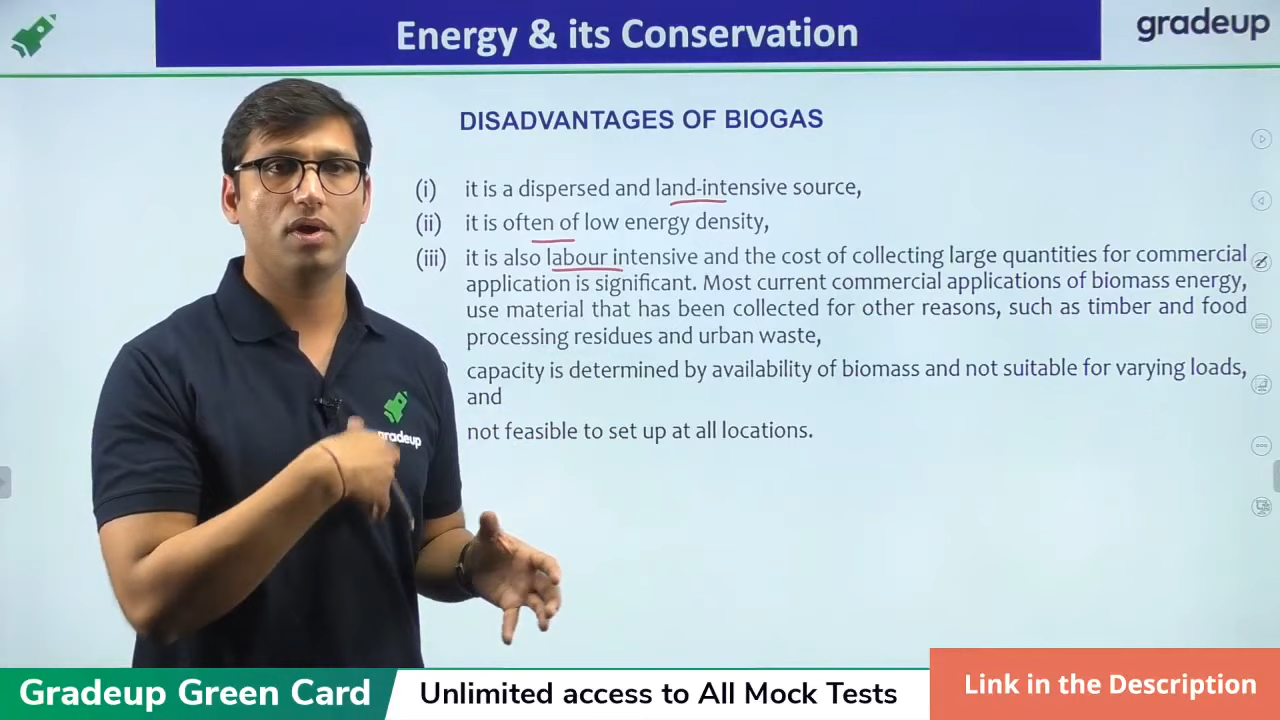 Energy & its Conservation
gradeup
DISADVANTAGES OF BIOGAS
(i) it is a dispersed and land-intensive source,
(ii) it is often of low energy density,
(iii) it is also labour intensive and the cost of collecting large quantities for commercial
application is significant. Most current commercial applications of biomass energy,
use material that has been collected for other reasons, such as timber and food
processing residues and urban waste,
capacity is determined by availability of biomass and not suitable for varying loads,
and
not feasible to set up at all locations.
gradeup
Gradeup Green Card
Unlimited access to All Mock Tests
Link in the Description